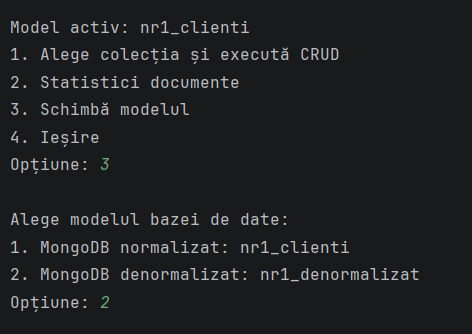 Model activ: nr1_clienti
1. Alege colecția și execută CRUD
2. Statistici documente
3. Schimbă modelul
4. Ieșire
Opțiune: 3
Alege modelul bazei de date:
1. MongoDB normalizat: nr1_clienti
2. MongoDB denormalizat: nr1_denormalizat
Opțiune: 2